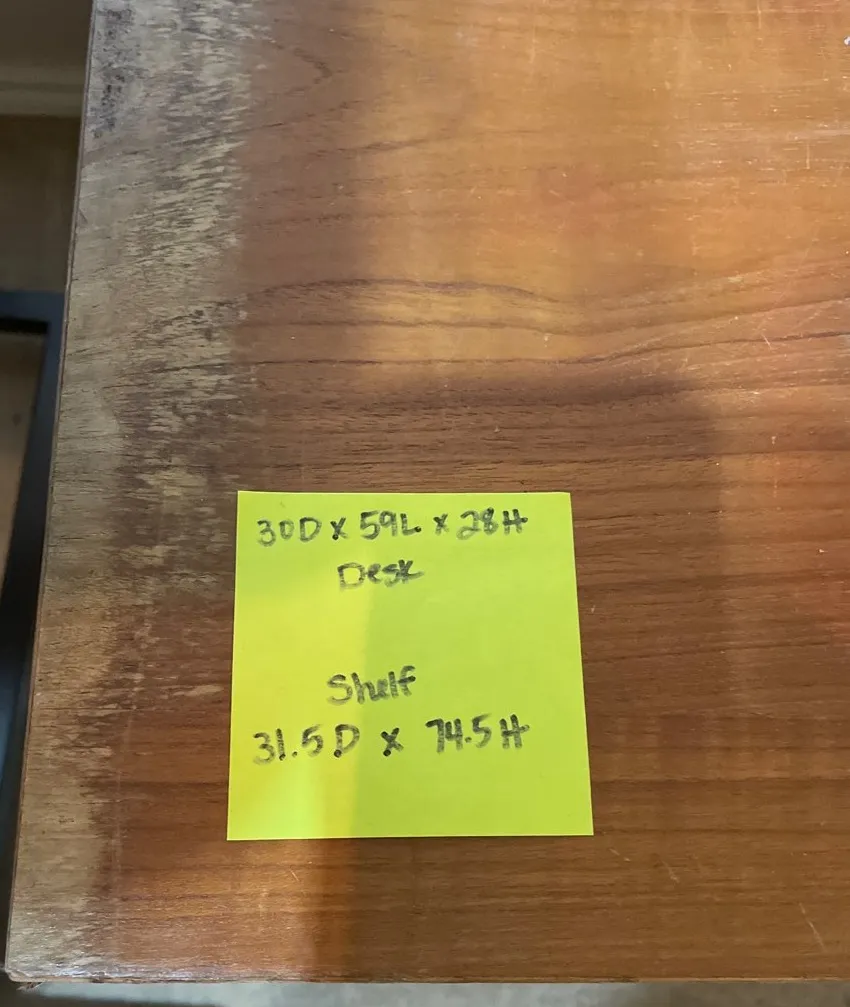 30D x 59L x 28H
Desk
Shelf
31.5D x 74.5H